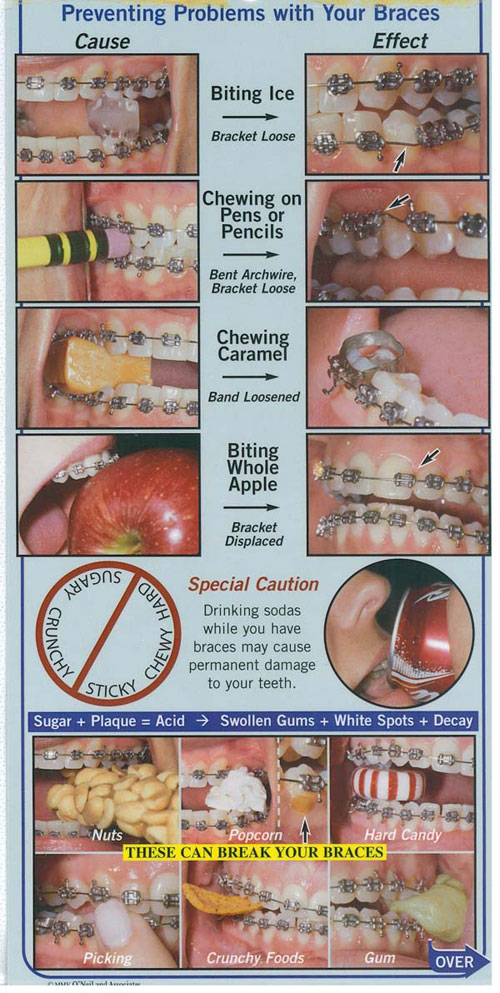 Preventing Problems with Your Braces
Cause
Effect
Biting Ice
Bracket Loose
Chewing on
Pens or
Pencils
Bent Archwire,
Bracket Loose
Chewing
Caramel
Band Loosened
Biting
Whole
Apple
Bracket
Displaced
SUGARY
CRUNCHY
STICKY
CHEWY
HARD
Special Caution
Drinking sodas
while you have
braces may cause
permanent damage
to your teeth.
Sugar + Plaque = Acid → Swollen Gums + White Spots + Decay
Nuts
Popcorn
Hard Candy
THESE CAN BREAK YOUR BRACES
Picking
Crunchy Foods
Gum
OVER
© MMV O'Neil and Associates